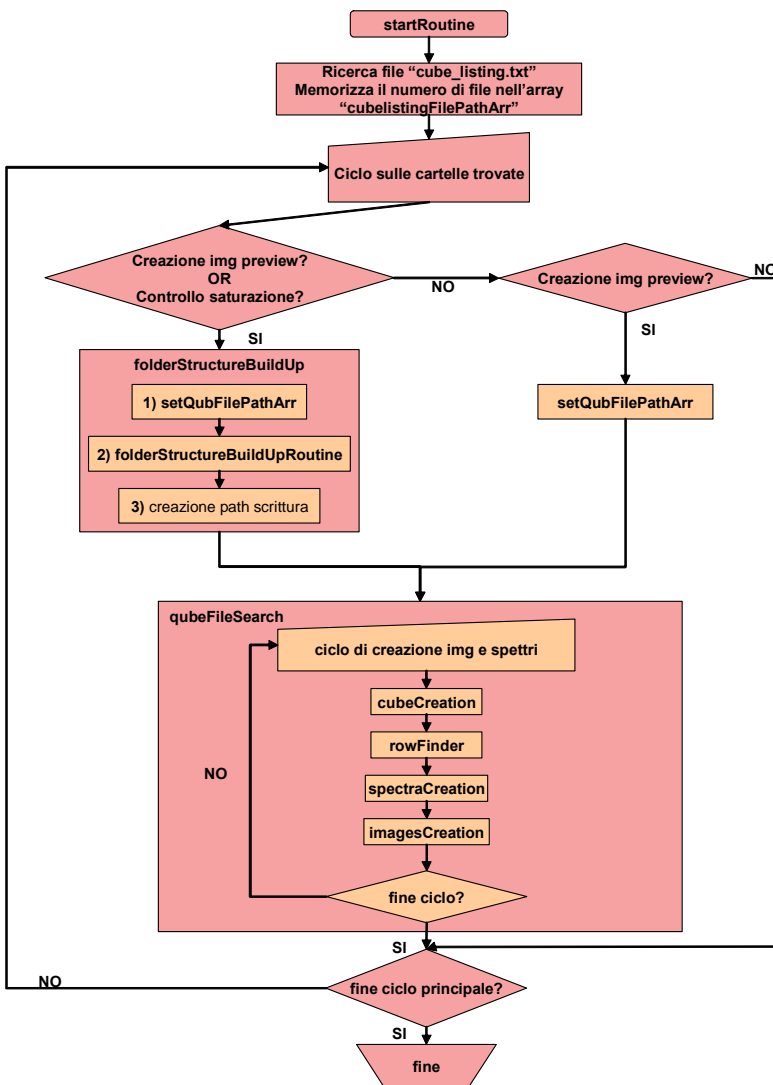 startRoutine
Ricerca file “cube_listing.txt”
Memorizza il numero di file nell’array
“cubelistingFilePathArr”
Ciclo sulle cartelle trovate
Creazione img preview?
OR
Controllo saturazione?
NO
Creazione img preview?
NO
SI
SI
folderStructureBuildUp
1) setQubFilePathArr
2) folderStructureBuildUpRoutine
3) creazione path scrittura
setQubFilePathArr
qubeFileSearch
ciclo di creazione img e spettri
cubeCreation
rowFinder
NO
spectraCreation
imagesCreation
fine ciclo?
SI
NO
fine ciclo principale?
SI
fine